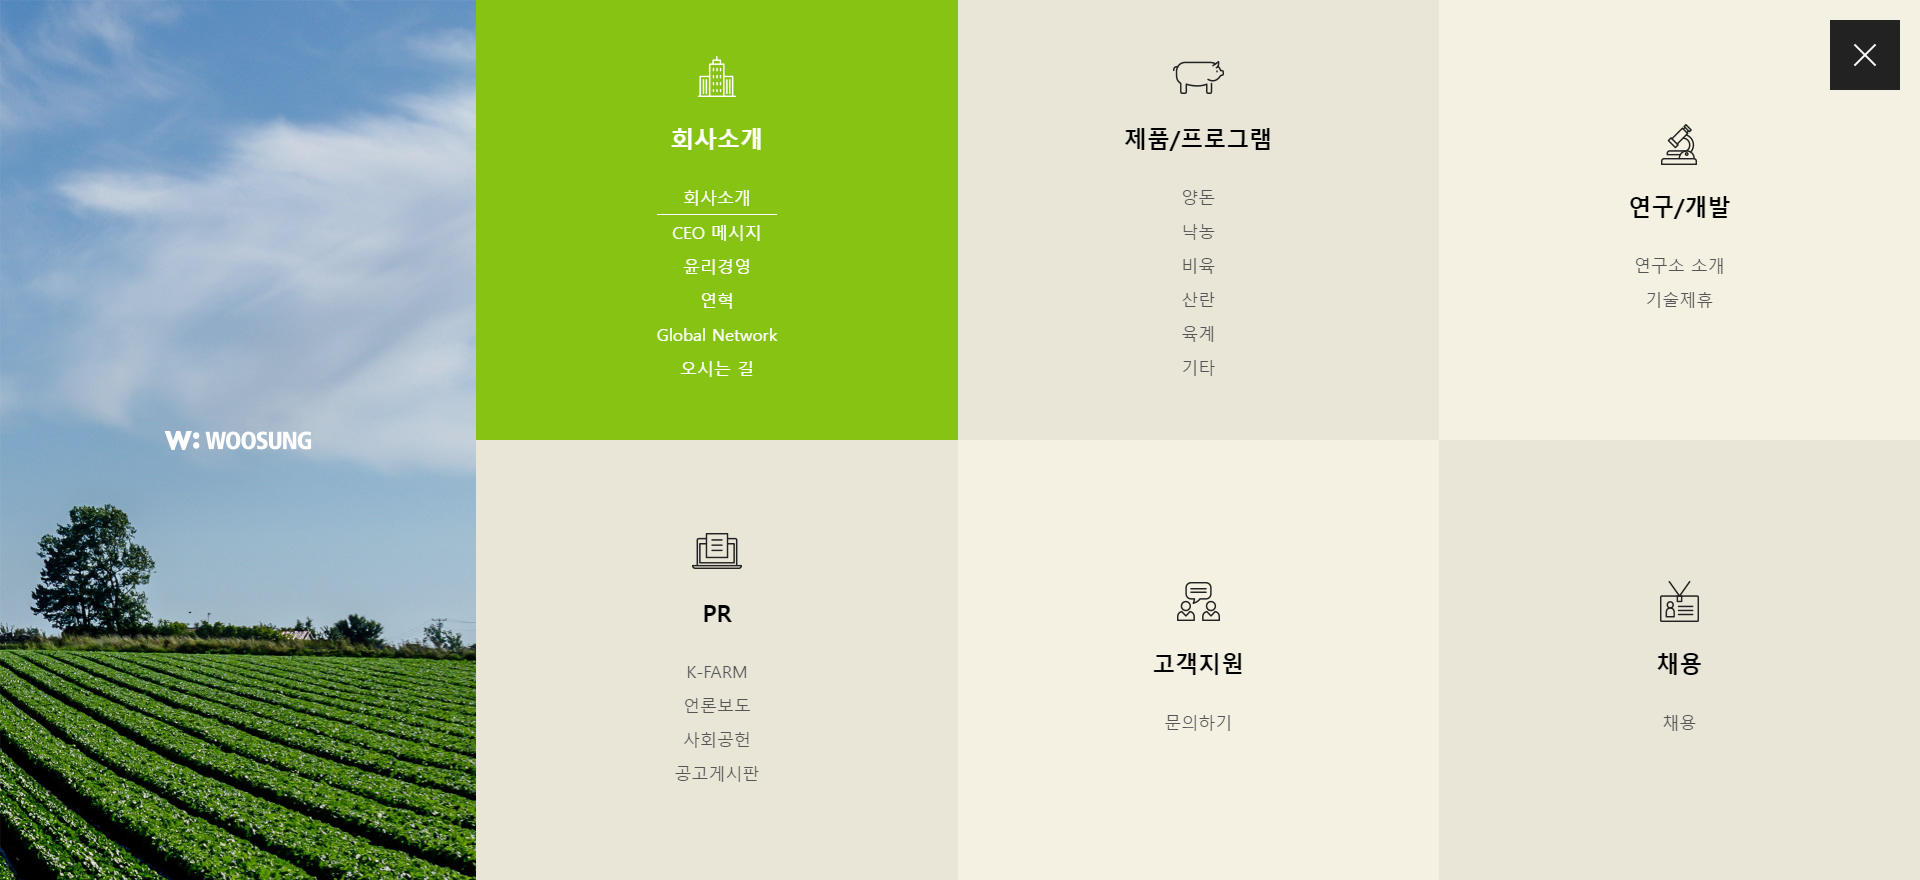 W: WOOSUNG
회사소개
회사소개
CEO 메시지
윤리경영
연혁
Global Network
오시는 길
제품/프로그램
양돈
낙농
비육
산란
육계
기타
연구/개발
연구소 소개
기술제휴
PR
K-FARM
언론보도
사회공헌
공고게시판
고객지원
문의하기
채용
채용